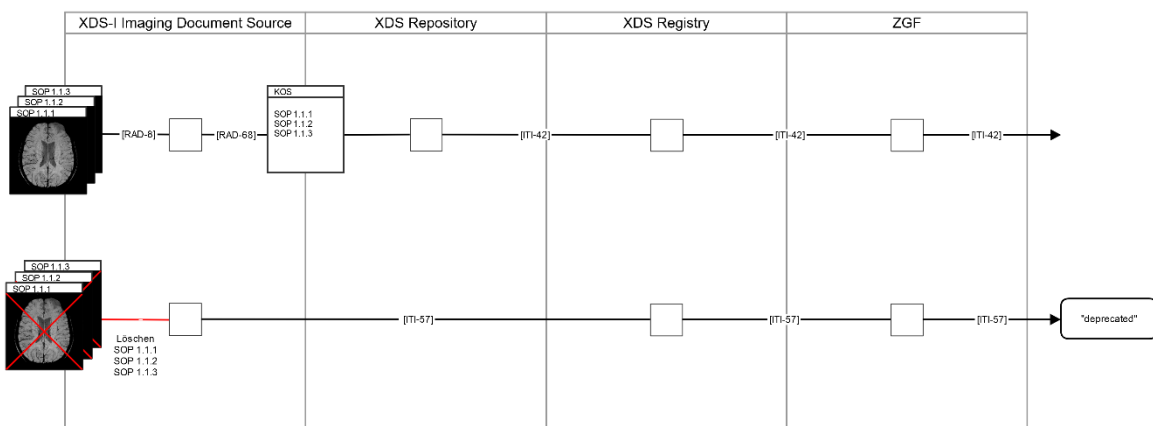 XDS-I Imaging Document Source
XDS Repository
XDS Registry
ZGF
SOP 1.1.3
SOP 1.1.2
SOP 1.1.1
[RAD-8]
[RAD-68]
KOS
SOP 1.1.1
SOP 1.1.2
SOP 1.1.3
[ITI-42]
[ITI-42]
[ITI-42]
SOP 1.1.3
SOP 1.1.2
SOP 1.1.1
Löschen
SOP 1.1.1
SOP 1.1.2
SOP 1.1.3
[ITI-57]
[ITI-57]
[ITI-57]
"deprecated"